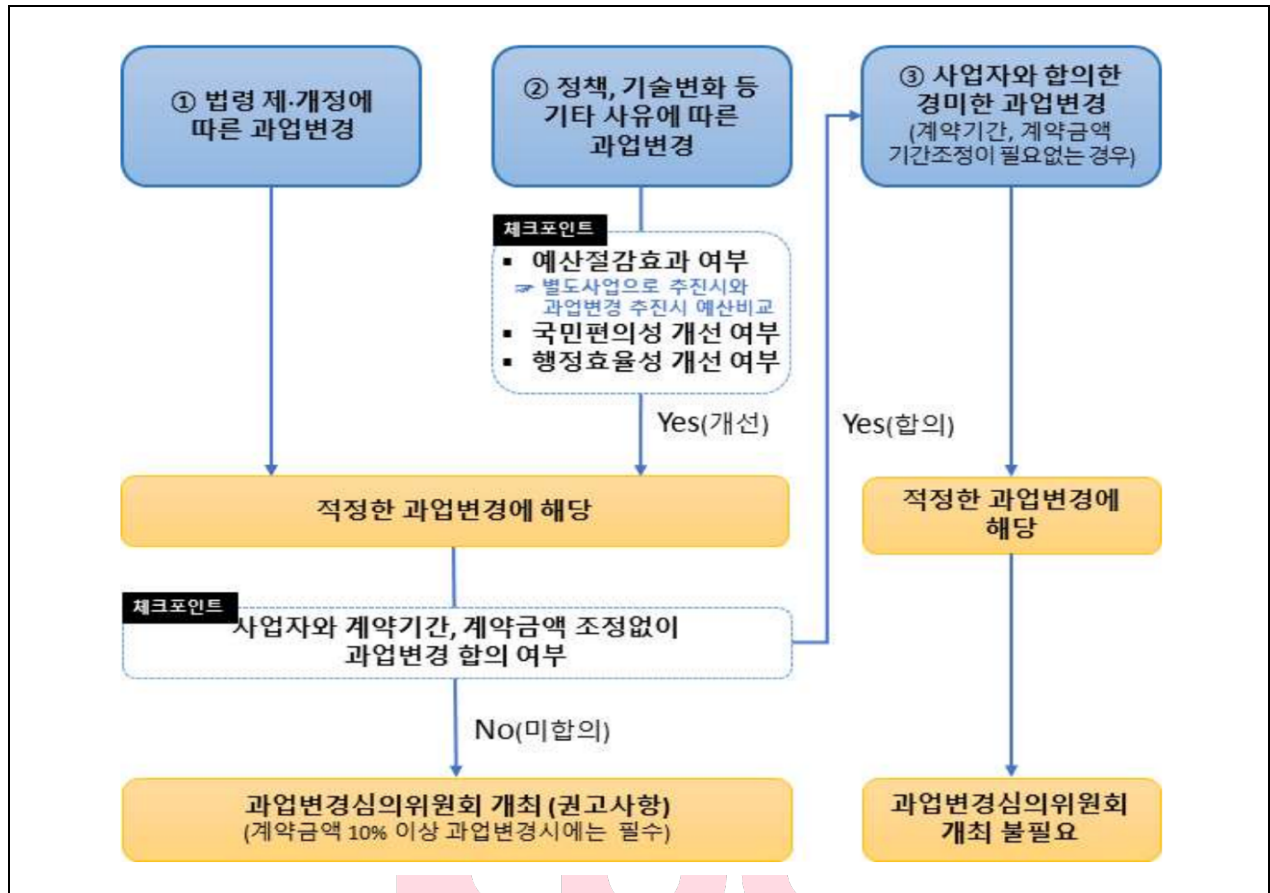 ① 법령 제·개정에
따른 과업변경
② 정책, 기술변화 등
기타 사유에 따른
과업변경
③ 사업자와 합의한
경미한 과업변경
(계약기간, 계약금액
기간조정이 필요없는 경우)
체크포인트
▪ 예산절감효과 여부
☞ 별도사업으로 추진시와
과업변경 추진시 예산비교
▪ 국민편의성 개선 여부
▪ 행정효율성 개선 여부
Yes(개선)
Yes(합의)
적정한 과업변경에 해당
적정한 과업변경에
해당
체크포인트
사업자와 계약기간, 계약금액 조정없이
과업변경 합의 여부
No(미합의)
과업변경심의위원회 개최 (권고사항)
(계약금액 10% 이상 과업변경시에는 필수)
과업변경심의위원회
개최 불필요